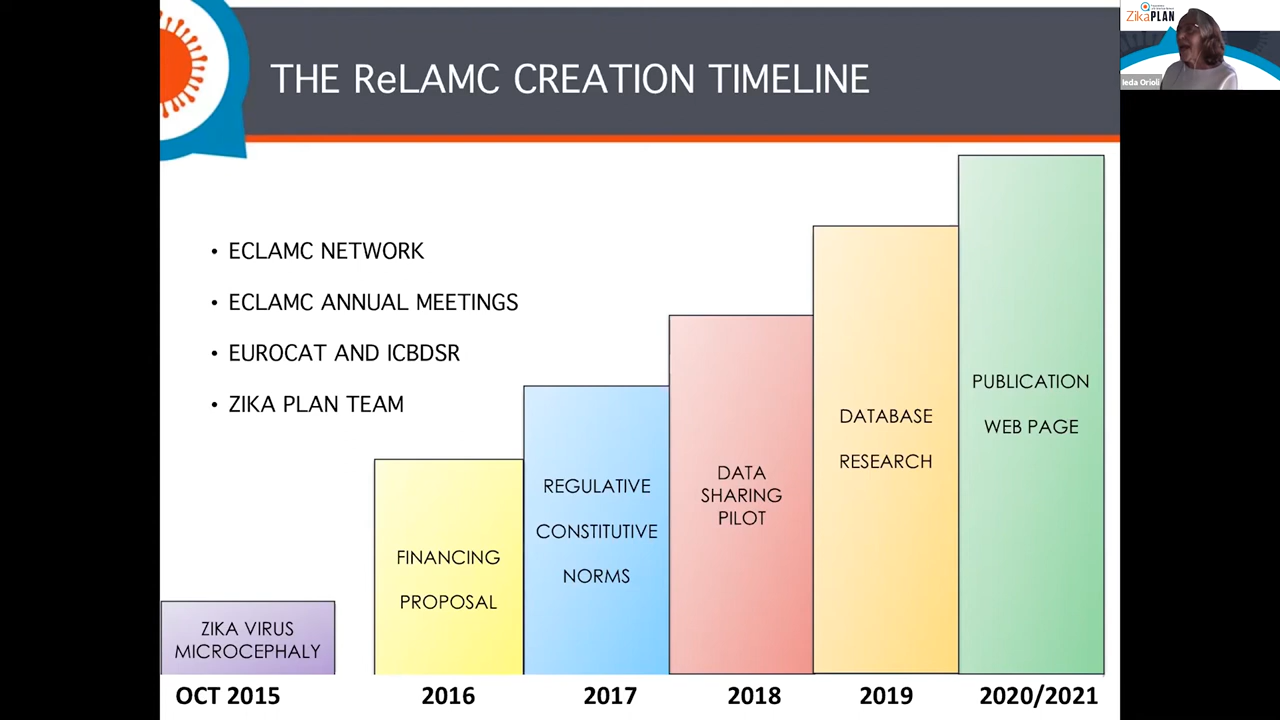 THE ReLAMC CREATION TIMELINE
ZikaPLAN
Ieda Orioli
• ECLAMC NETWORK
• ECLAMC ANNUAL MEETINGS
• EUROCAT AND ICBDSR
• ZIKA PLAN TEAM
ZIKA VIRUS
MICROCEPHALY
FINANCING
PROPOSAL
REGULATIVE
CONSTITUTIVE
NORMS
DATA
SHARING
PILOT
DATABASE
RESEARCH
PUBLICATION
WEB PAGE
OCT 2015
2016
2017
2018
2019
2020/2021